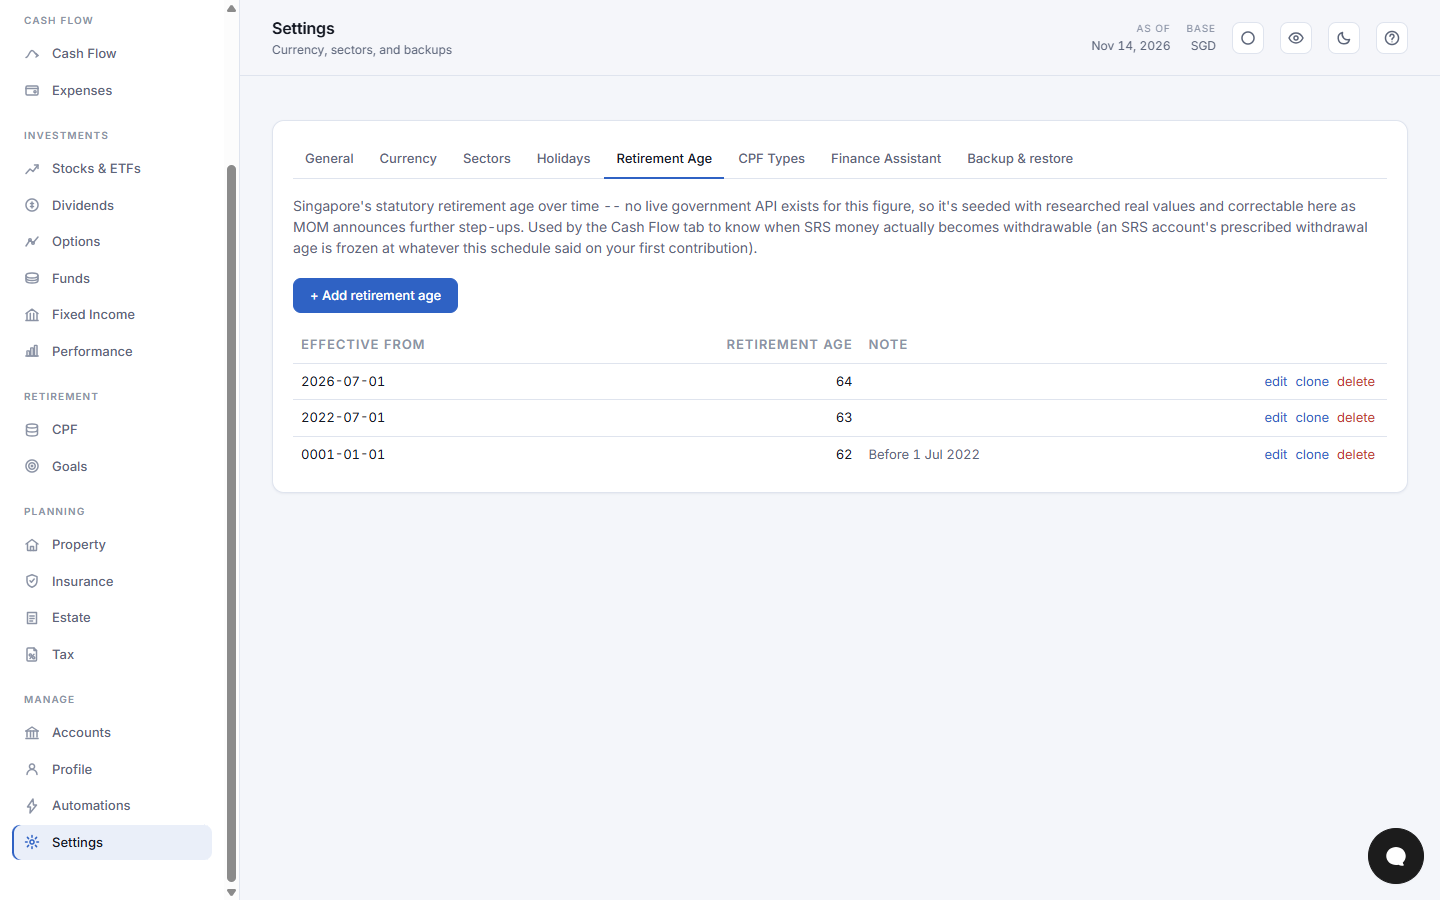 CASH FLOW
Cash Flow
Expenses
INVESTMENTS
Stocks & ETFs
Dividends
Options
Funds
Fixed Income
Performance
RETIREMENT
CPF
Goals
PLANNING
Property
Insurance
Estate
Tax
MANAGE
Accounts
Profile
Automations
Settings
Settings
Currency, sectors, and backups
AS OF
Nov 14, 2026
BASE
SGD
General Currency Sectors Holidays Retirement Age CPF Types Finance Assistant Backup & restore
Singapore's statutory retirement age over time -- no live government API exists for this figure, so it's seeded with researched real values and correctable here as
MOM announces further step-ups. Used by the Cash Flow tab to know when SRS money actually becomes withdrawable (an SRS account's prescribed withdrawal
age is frozen at whatever this schedule said on your first contribution).
+ Add retirement age
EFFECTIVE FROM RETIREMENT AGE NOTE
2026-07-01 64 edit clone delete
2022-07-01 63 edit clone delete
0001-01-01 62 Before 1 Jul 2022 edit clone delete